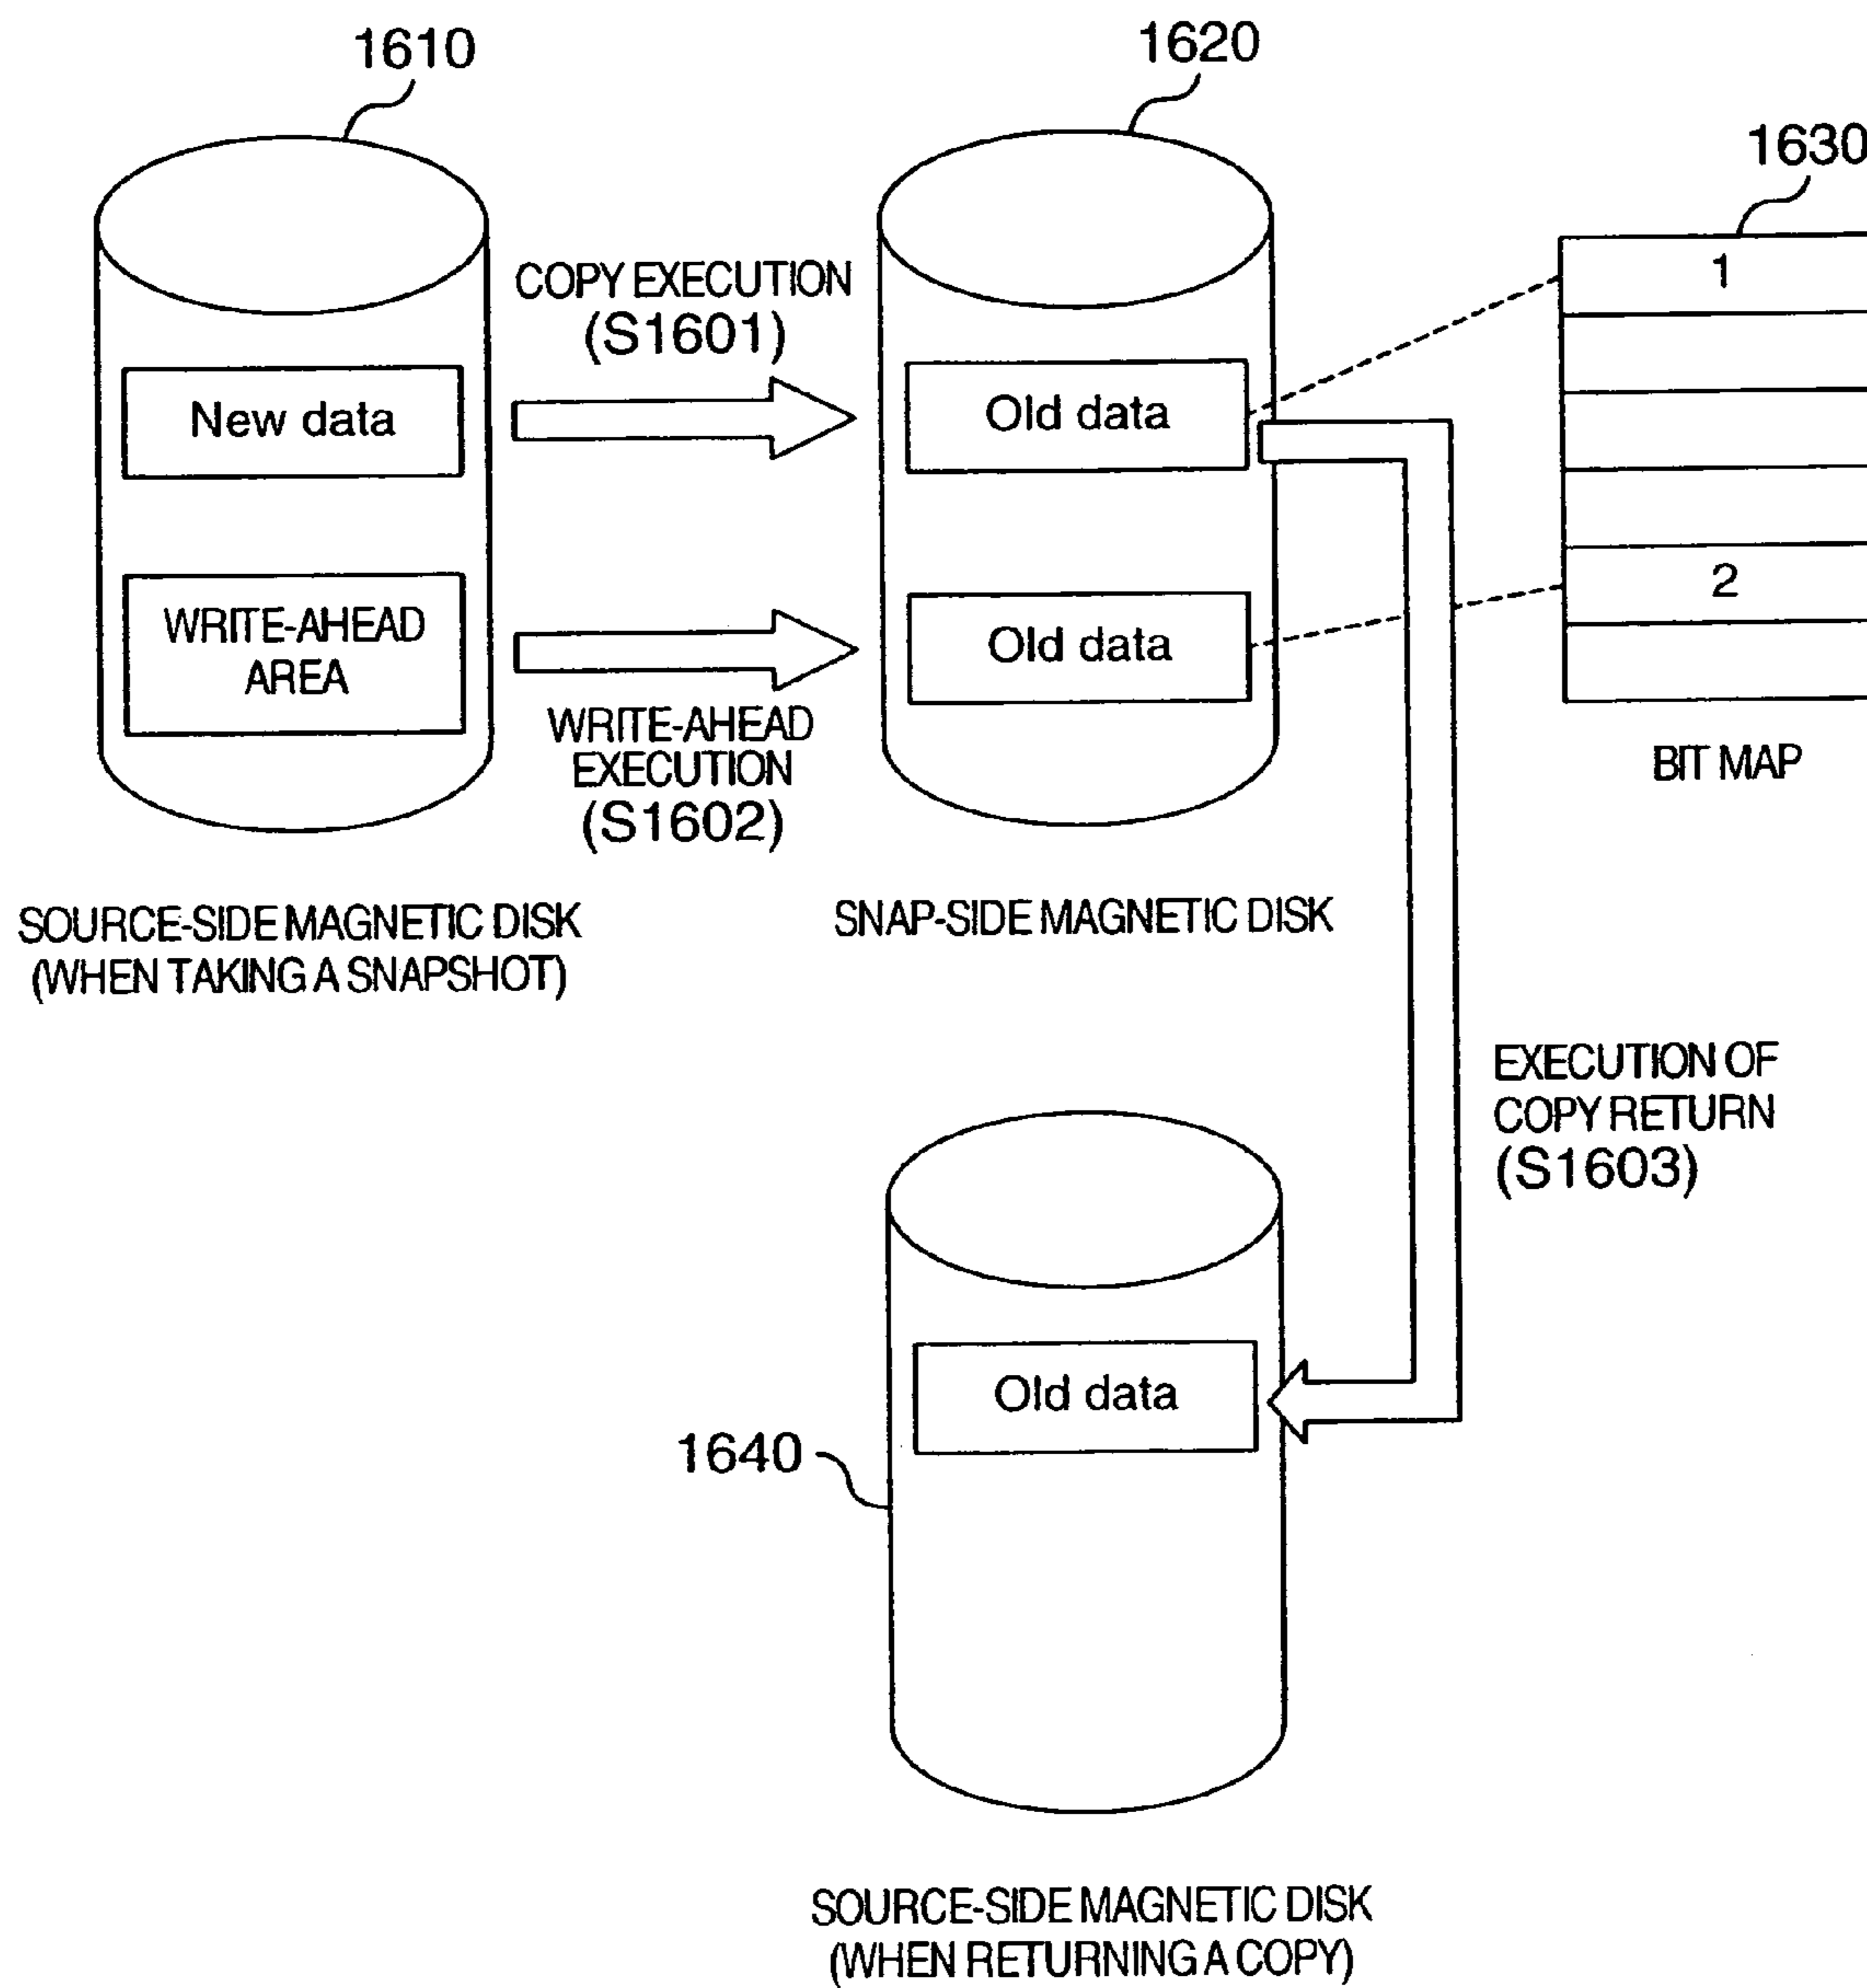 1610
1620
1630
COPY EXECUTION
(S1601)
1
New data
Old data
2
WRITE-AHEAD
AREA
Old data
WRITE-AHEAD
EXECUTION
(S1602)
BIT MAP
SOURCE-SIDE MAGNETIC DISK
(WHEN TAKING A SNAPSHOT)
SNAP-SIDE MAGNETIC DISK
EXECUTION OF
COPY RETURN
(S1603)
Old data
1640
SOURCE-SIDE MAGNETIC DISK
(WHEN RETURNING A COPY)